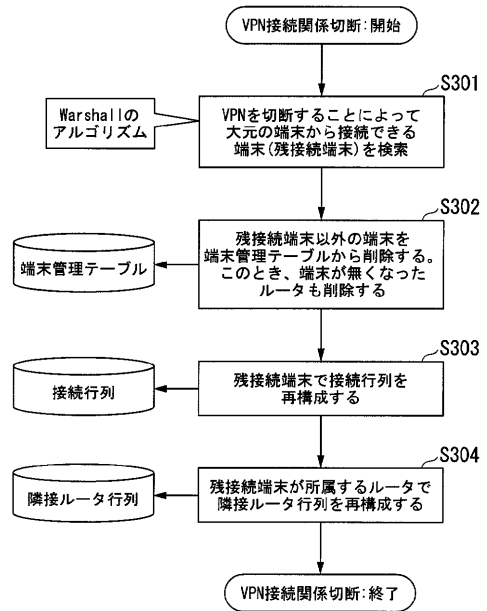 VPN接続関係切断:開始
S301
Warshallの
アルゴリズム
VPNを切断することによって
大元の端末から接続できる
端末(残接続端末)を検索
S302
残接続端末以外の端末を
端末管理テーブルから削除する。
このとき、端末が無くなった
ルータも削除する
端末管理テーブル
S303
残接続端末で接続行列を
再構成する
接続行列
S304
残接続端末が所属するルータで
隣接ルータ行列を再構成する
隣接ルータ行列
VPN接続関係切断:終了